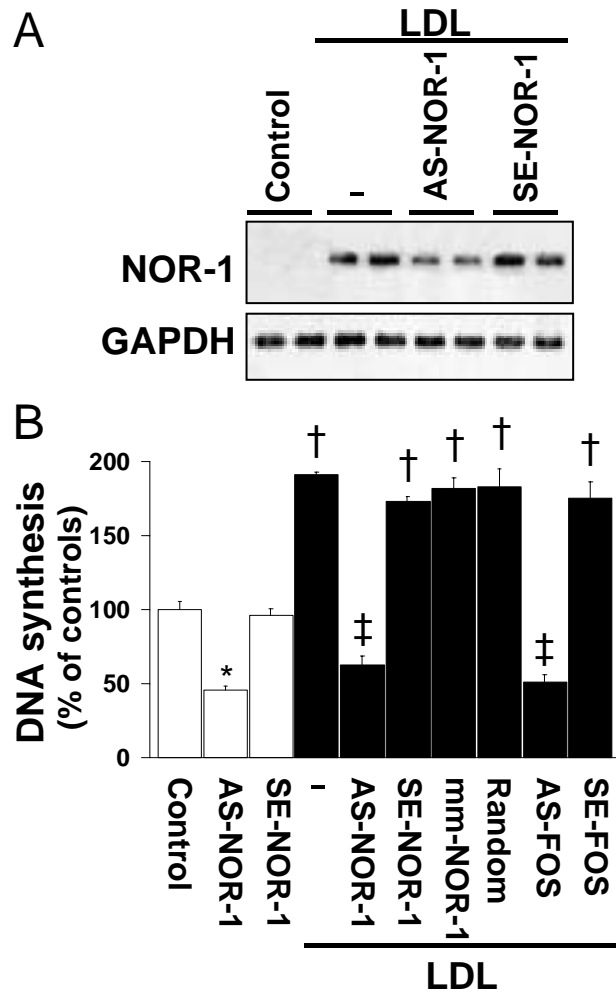 A
LDL
Control
–
AS-NOR-1
SE-NOR-1
NOR-1
GAPDH
B
DNA synthesis
(% of controls)
200
150
100
50
0
*
†
‡
†
†
†
‡
†
Control
AS-NOR-1
SE-NOR-1
-
AS-NOR-1
SE-NOR-1
mm-NOR-1
Random
AS-FOS
SE-FOS
LDL